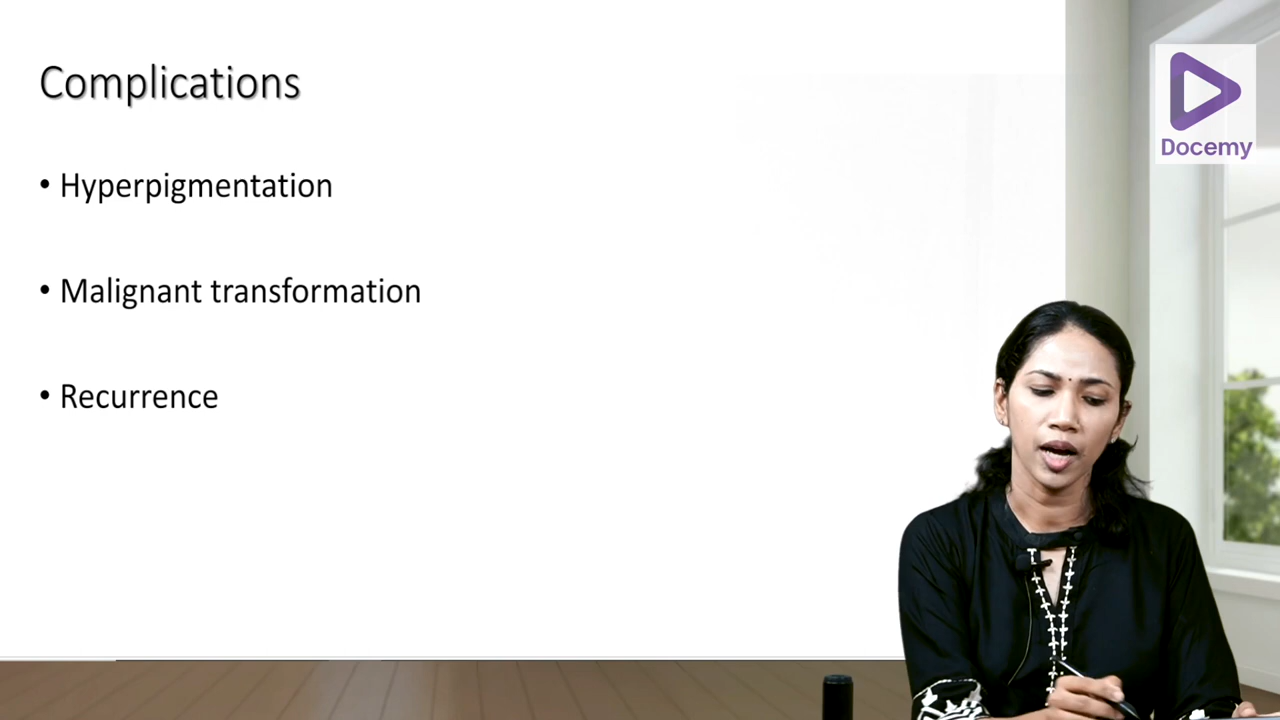 Complications
• Hyperpigmentation
• Malignant transformation
• Recurrence
Docemy